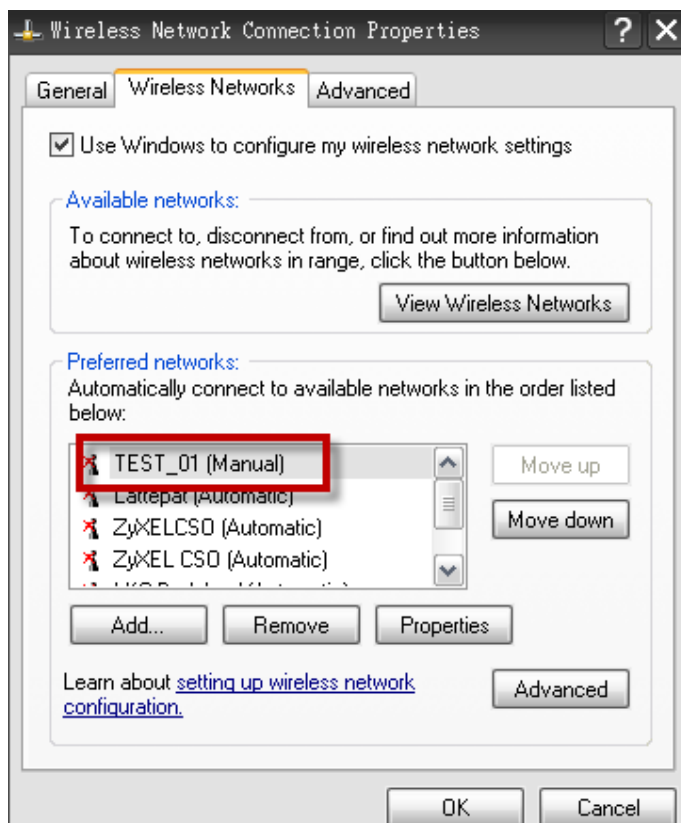 Wireless Network Connection Properties
General Wireless Networks Advanced
Use Windows to configure my wireless network settings
Available networks:
To connect to, disconnect from, or find out more information
about wireless networks in range, click the button below.
View Wireless Networks
Preferred networks:
Automatically connect to available networks in the order listed
below:
TEST_01 (Manual)
Lattepat (Automatic)
ZyXELCSO (Automatic)
ZyXEL CSO (Automatic)
Move up
Move down
Add... Remove Properties
Learn about setting up wireless network
configuration.
Advanced
OK Cancel